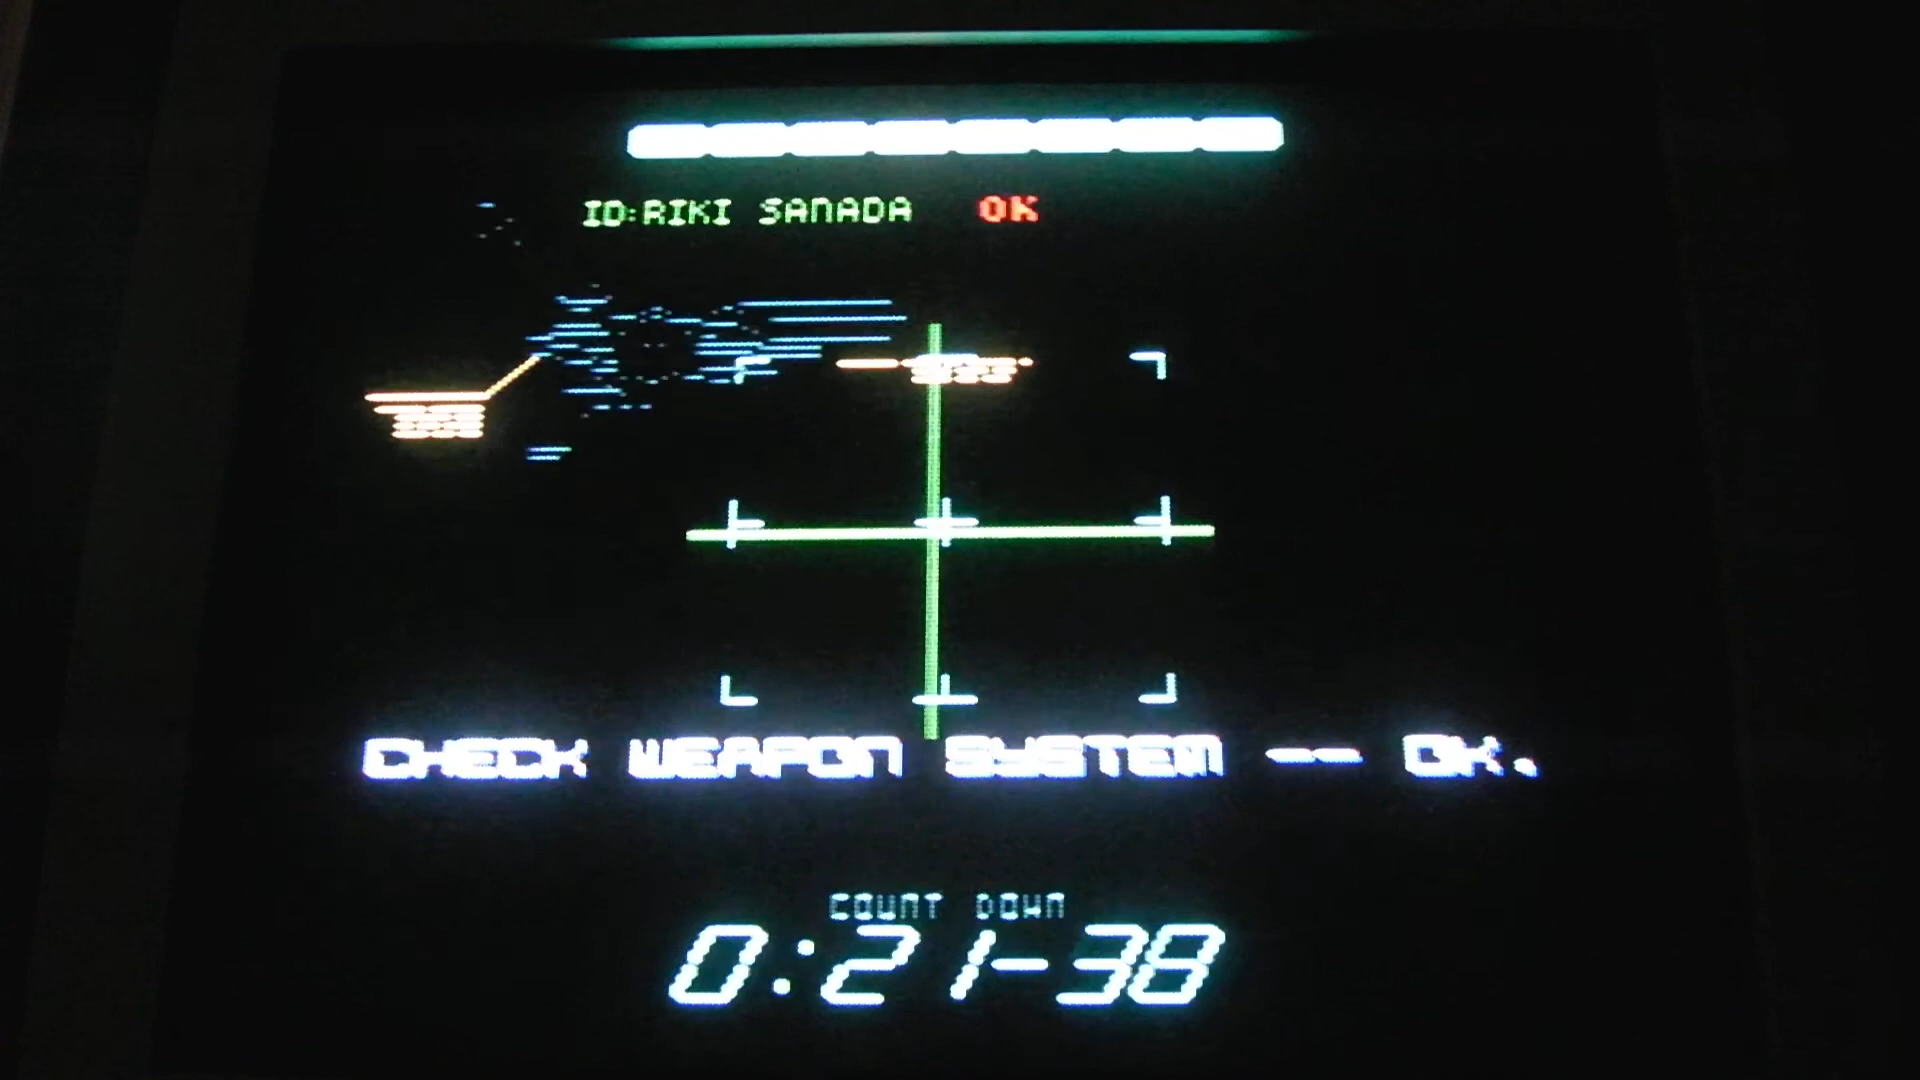 ID:RIKI SANADA OK
CHECK WEAPON SYSTEM -- OK.
COUNT DOWN
0:21-38